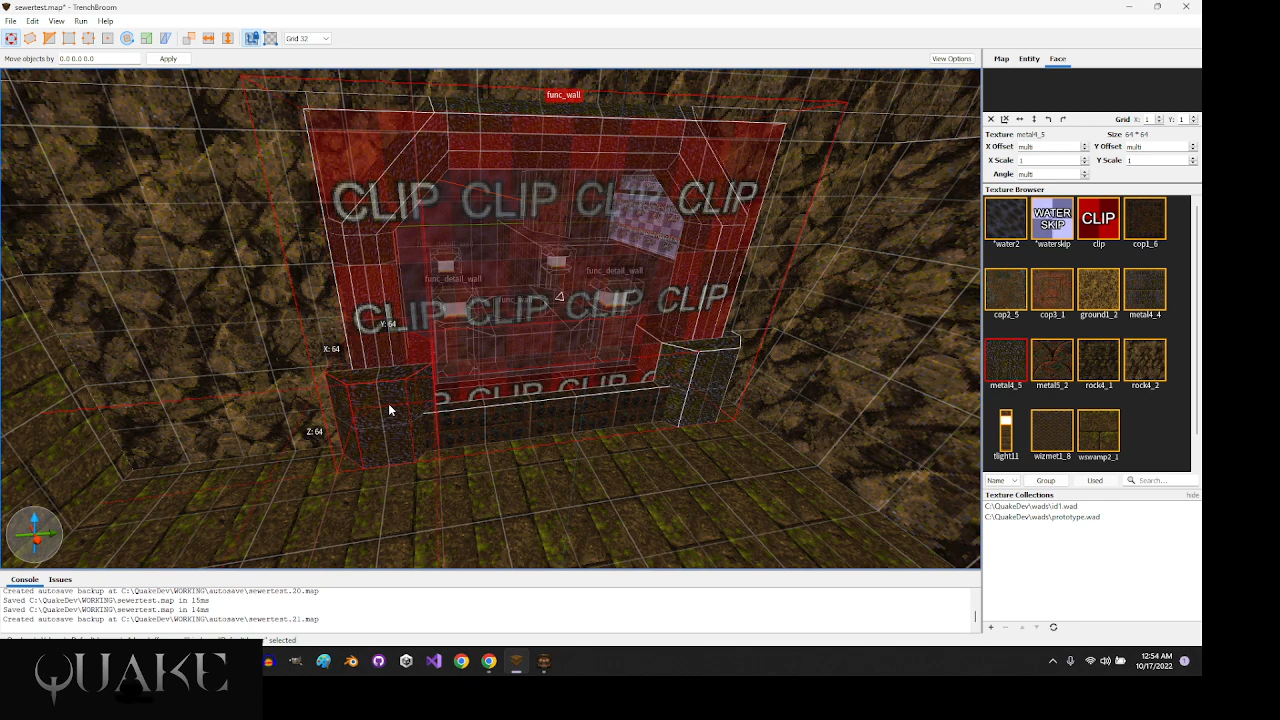 sewertest.map* - TrenchBroom
File Edit View Run Help
Grid 32
Move objects by 0.0 0.0 0.0 Apply View Options
Map Entity Face
func_wall
CLIP CLIP CLIP CLIP
func_detail_wall func_detail_wall
CLIP CLIP CLIP CLIP
Y: 64
X: 64
CLIP CLIP CLIP
Z: 64
Grid X: 1 Y: 1
Texture metal4_5 Size 64 * 64
X Offset multi Y Offset multi
X Scale 1 Y Scale 1
Angle multi
Texture Browser
WATER SKIP CLIP
*water2 *waterskip clip cop1_6
cop2_5 cop3_1 ground1_2 metal4_4
metal4_5 metal5_2 rock4_1 rock4_2
tlight11 wizmet1_8 wswamp2_1
Name Group Used Search...
Texture Collections hide
C:\QuakeDev\wads\id1.wad
C:\QuakeDev\wads\prototype.wad
Console Issues
Created autosave backup at C:\QuakeDev\WORKING\autosave\sewertest.20.map
Saved C:\QuakeDev\WORKING\sewertest.map in 15ms
Saved C:\QuakeDev\WORKING\sewertest.map in 14ms
Created autosave backup at C:\QuakeDev\WORKING\autosave\sewertest.21.map
selected
QUAKE
12:54 AM
10/17/2022
1